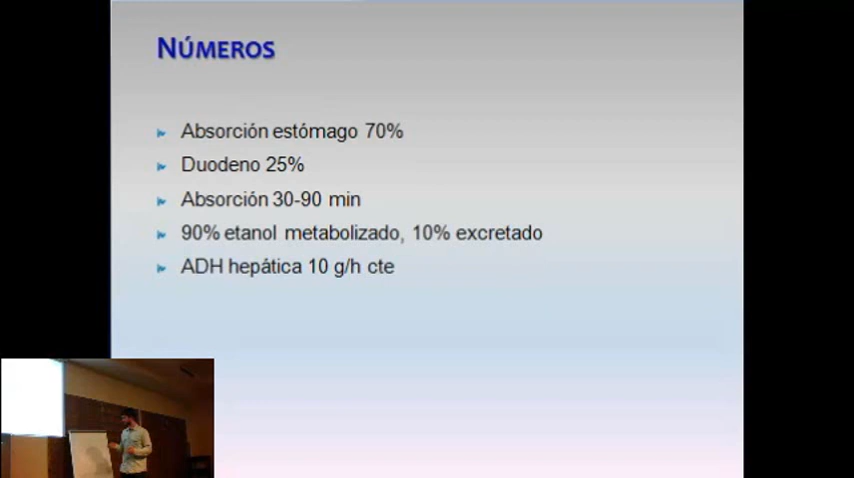 NÚMEROS
Absorción estómago 70%
Duodeno 25%
Absorción 30-90 min
90% etanol metabolizado, 10% excretado
ADH hepática 10 g/h cte